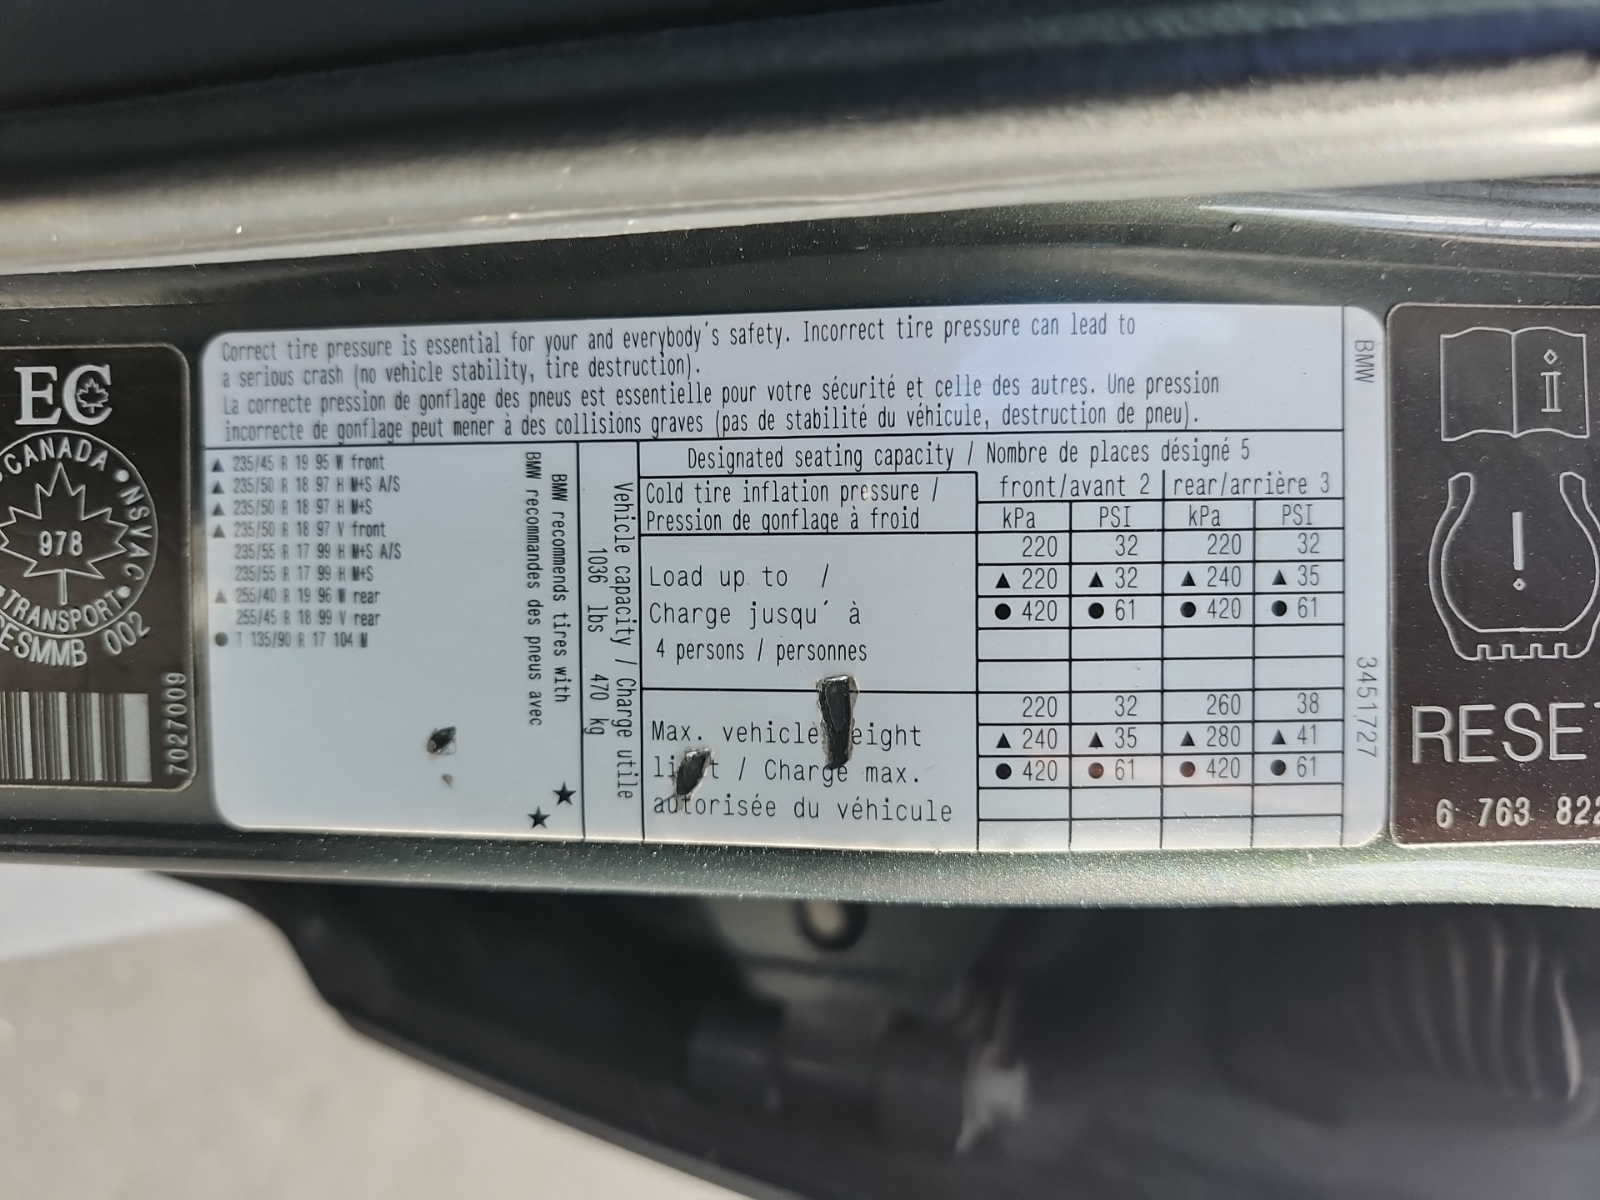 EC
CANADA • NSVAC •
978
TRANSPORT
002
7027009
Correct tire pressure is essential for your and everybody's safety. Incorrect tire pressure can lead to
a serious crash (no vehicle stability, tire destruction).
La correcte pression de gonflage des pneus est essentielle pour votre sécurité et celle des autres. Une pression
incorrecte de gonflage peut mener à des collisions graves (pas de stabilité du véhicule, destruction de pneu).
▲ 235/45 R 19 95 W front
▲ 235/50 R 18 97 H M+S A/S
▲ 235/50 R 18 97 H M+S
▲ 235/50 R 18 97 V front
235/55 R 17 99 H M+S A/S
235/55 R 17 99 H M+S
▲ 255/40 R 19 96 W rear
255/45 R 18 99 V rear
● T 135/90 R 17 104 M
BMW recommends tires with ★
BMW recommandes des pneus avec ★
Vehicle capacity / Charge utile
1036 lbs 470 kg
Designated seating capacity / Nombre de places désigné 5
Cold tire inflation pressure /
Pression de gonflage à froid
front/avant 2 rear/arrière 3
kPa PSI kPa PSI
Load up to /
Charge jusqu' à
4 persons / personnes
220 32 220 32
▲ 220 ▲ 32 ▲ 240 ▲ 35
● 420 ● 61 ● 420 ● 61
Max. vehicle
/ Charge max.
autorisée du véhicule
220 32 260 38
▲ 240 ▲ 35 ▲ 280 ▲ 41
● 420 ● 61 ● 420 ● 61
BMW
3451727
RESE
6 763 822